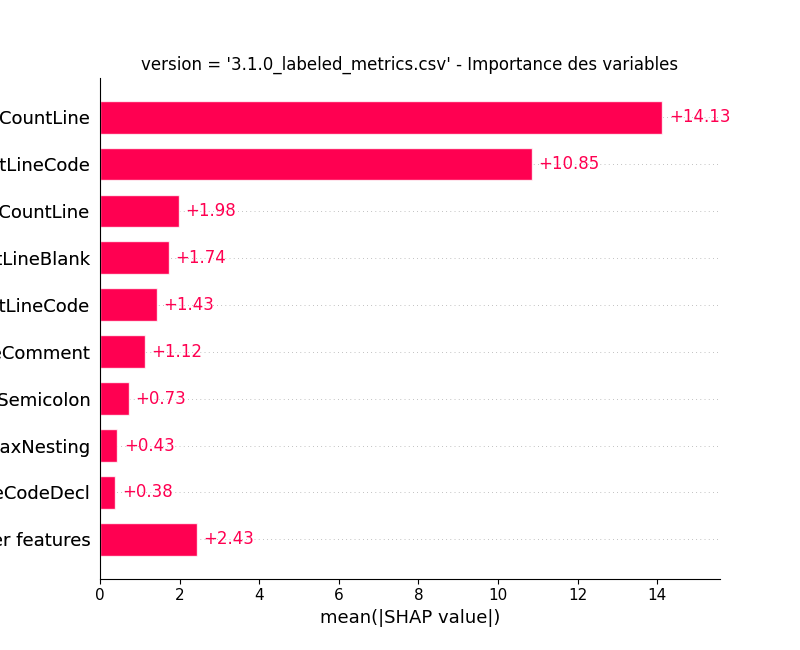 version = '3.1.0_labeled_metrics.csv' - Importance des variables
CountLine +14.13
tLineCode +10.85
CountLine +1.98
tLineBlank +1.74
tLineCode +1.43
eComment +1.12
Semicolon +0.73
axNesting +0.43
eCodeDecl +0.38
er features +2.43
0 2 4 6 8 10 12 14
mean(|SHAP value|)